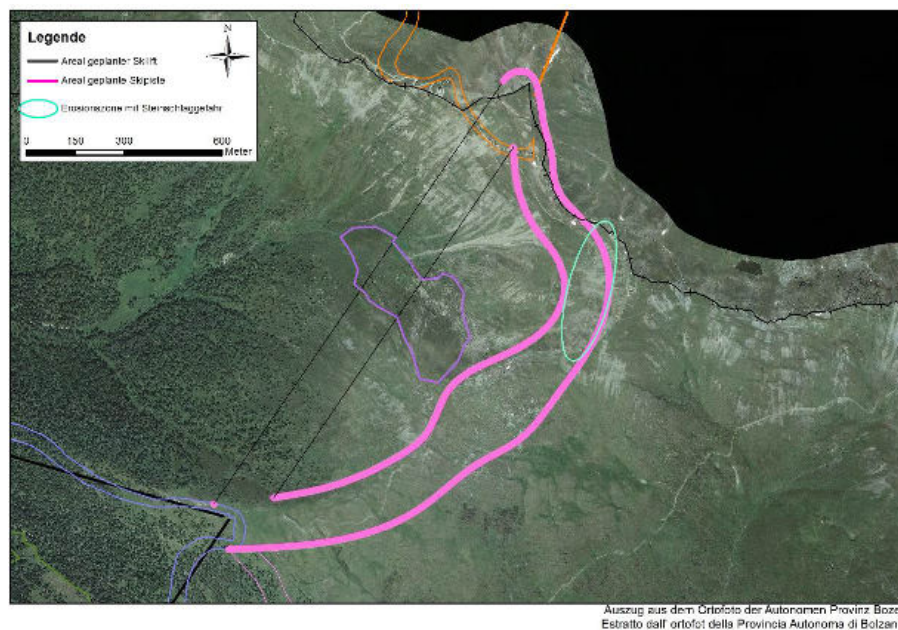 Legende
N
Areal geplanter Skilift
Areal geplante Skipiste
Erosionszone mit Steinschlaggefahr
0 150 300 600
Meter
Auszug aus dem Ortofoto der Autonomen Provinz Boze
Estratto dall' ortofot della Provincia Autonoma di Bolzan